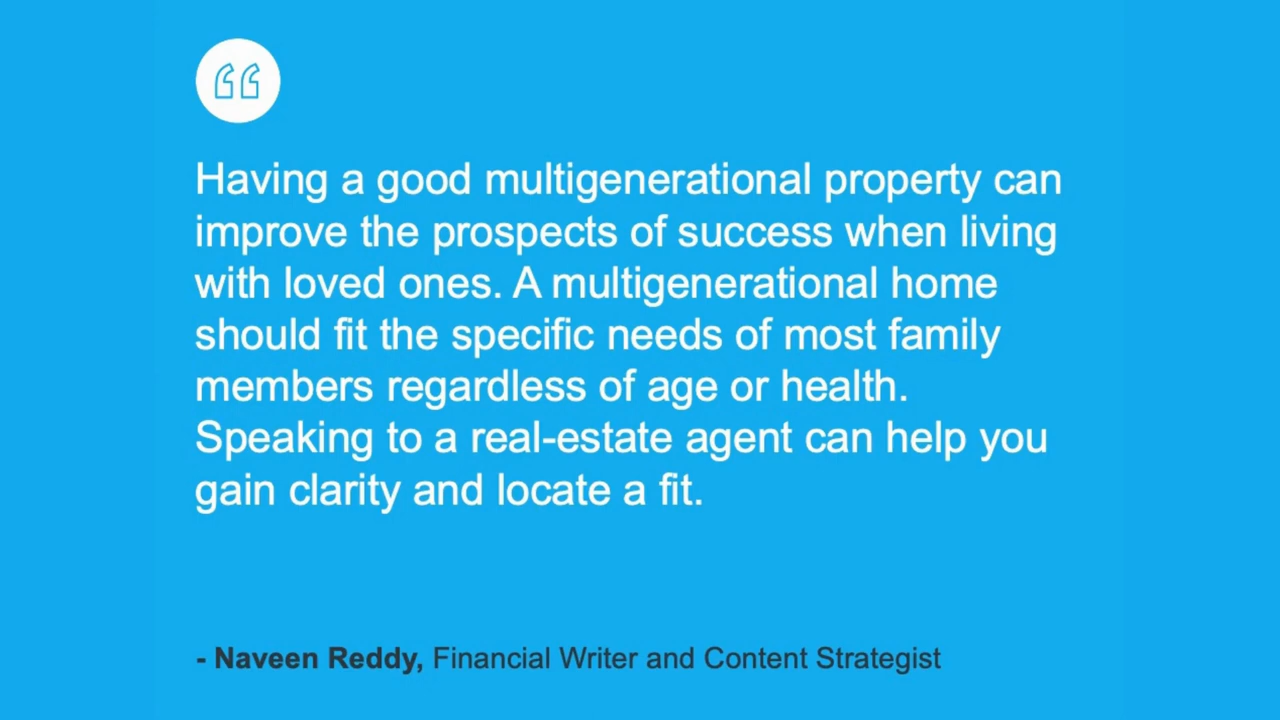 “
Having a good multigenerational property can
improve the prospects of success when living
with loved ones. A multigenerational home
should fit the specific needs of most family
members regardless of age or health.
Speaking to a real-estate agent can help you
gain clarity and locate a fit.
- Naveen Reddy, Financial Writer and Content Strategist